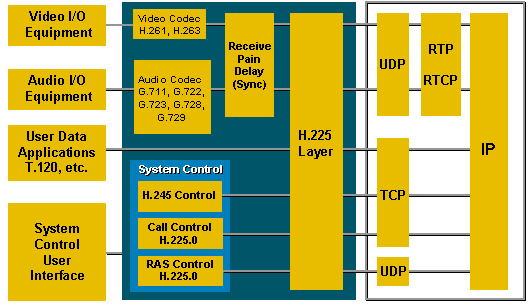 Video I/O
Equipment
Audio I/O
Equipment
User Data
Applications
T.120, etc.
System
Control
User
Interface
Video Codec
H.261, H.263
Audio Codec
G.711, G.722,
G.723, G.728,
G.729
Receive
Pain
Delay
(Sync)
System Control
H.245 Control
Call Control
H.225.0
RAS Control
H.225.0
H.225
Layer
UDP
RTP
RTCP
TCP
UDP
IP